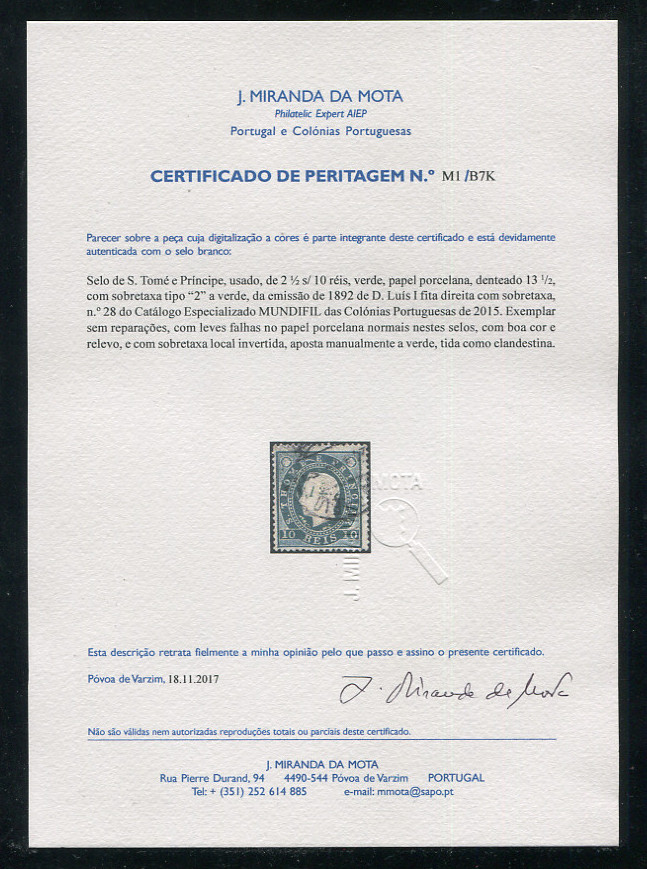 J. MIRANDA DA MOTA
Philatelic Expert AIEP
Portugal e Colónias Portuguesas
CERTIFICADO DE PERITAGEM N.º M1 /B7K
Parecer sobre a peça cuja digitalização a côres é parte integrante deste certificado e está devidamente
autenticada com o selo branco:
Selo de S. Tomé e Príncipe, usado, de 2 ½ s/ 10 réis, verde, papel porcelana, denteado 13 ½,
com sobretaxa tipo “2” a verde, da emissão de 1892 de D. Luís I fita direita com sobretaxa,
n.º 28 do Catálogo Especializado MUNDIFIL das Colónias Portuguesas de 2015. Exemplar
sem reparações, com leves falhas no papel porcelana normais nestes selos, com boa cor e
relevo, e com sobretaxa local invertida, aposta manualmente a verde, tida como clandestina.
S. THOMÉ E PRINCIPE
10 REIS 10
J. MIR
MOTA
Esta descrição retrata fielmente a minha opinião pelo que passo e assino o presente certificado.
Póvoa de Varzim, 18.11.2017
J. Miranda da Mota
Não são válidas nem autorizadas reproduções totais ou parciais deste certificado.
J. MIRANDA DA MOTA
Rua Pierre Durand, 94 4490-544 Póvoa de Varzim PORTUGAL
Tel: + (351) 252 614 885 e-mail: mmota@sapo.pt